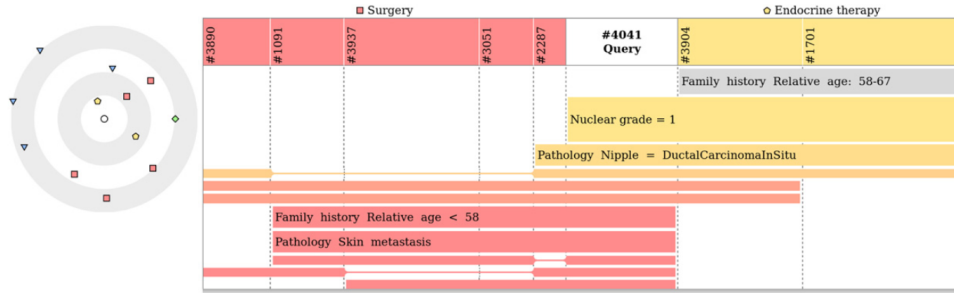 Surgery
Endocrine therapy
#3890
#1091
#3937
#3051
#2287
#4041
Query
#3904
#1701
Family history Relative age: 58-67
Nuclear grade = 1
Pathology Nipple = DuctalCarcinomaInSitu
Family history Relative age < 58
Pathology Skin metastasis